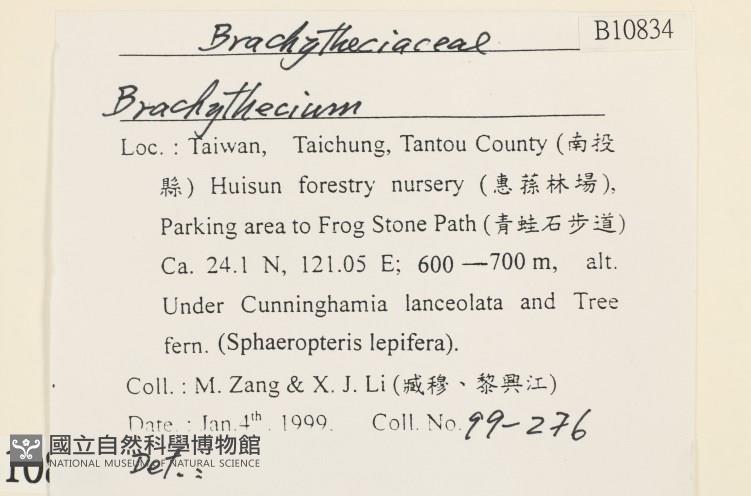 Brachytheciaceae
B10834
Brachythecium
Loc. : Taiwan, Taichung, Tantou County (南投
縣) Huisun forestry nursery (惠蓀林場),
Parking area to Frog Stone Path (青蛙石步道)
Ca. 24.1 N, 121.05 E; 600 —700 m, alt.
Under Cunninghamia lanceolata and Tree
fern. (Sphaeropteris lepifera).
Coll. : M. Zang & X. J. Li (臧穆、黎興江)
Date. : Jan.4th . 1999. Coll. No. 99-276
國立自然科學博物館
NATIONAL MUSEUM OF NATURAL SCIENCE
Det. :